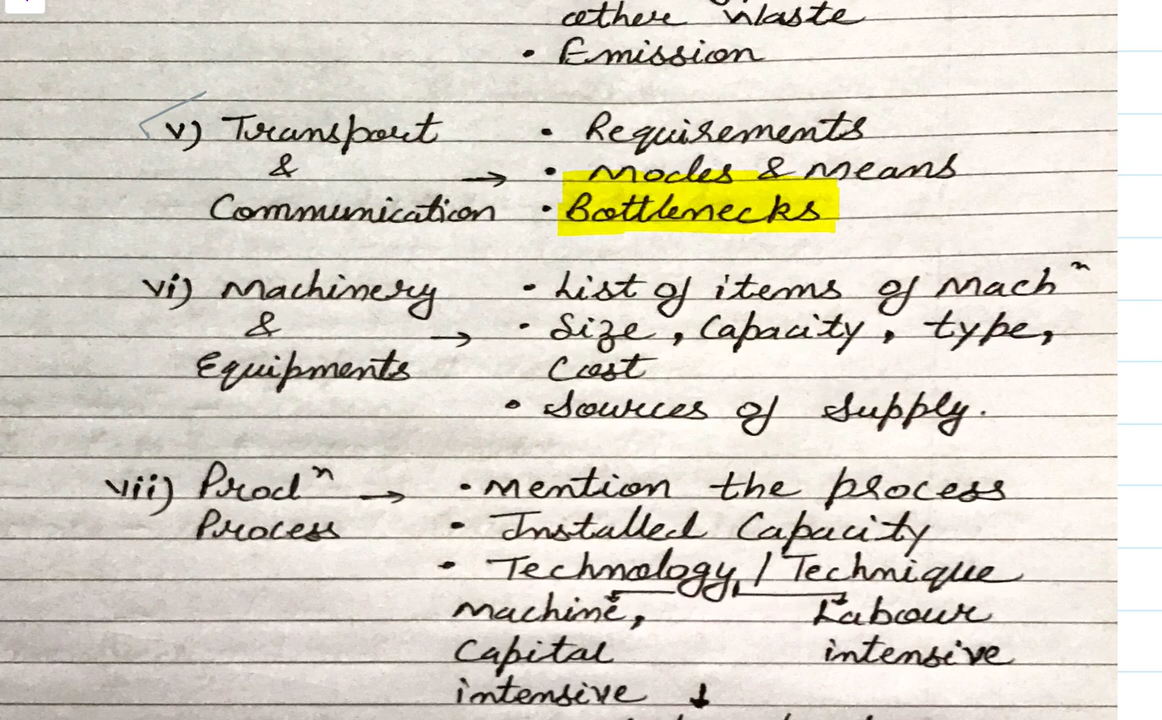 other Waste
• Emission
v) Transport • Requirements
& → • Modes & Means
Communication • Bottlenecks
vi) Machinery • List of items of Machⁿ
& → • Size, Capacity, type,
Equipments Cost
• Sources of Supply.
vii) Prodⁿ → • Mention the process
Process • Installed Capacity
• Technology / Technique
Machine, Labour
Capital intensive
intensive ↓